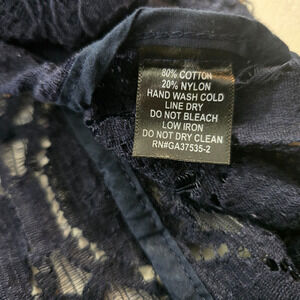 80% COTTON
20% NYLON
HAND WASH COLD
LINE DRY
DO NOT BLEACH
LOW IRON
DO NOT DRY CLEAN
RN#GA37535-2